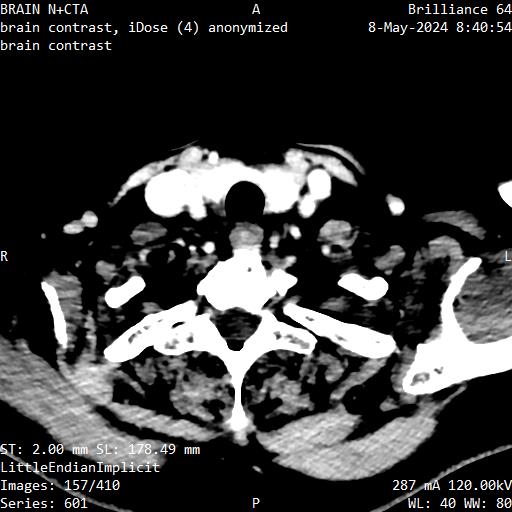 BRAIN N+CTA
A
Brilliance 64
brain contrast, iDose (4) anonymized
8-May-2024 8:40:54
brain contrast
R
L
ST: 2.00 mm SL: 178.49 mm
LittleEndianImplicit
Images: 157/410
287 mA 120.00kV
Series: 601
P
WL: 40 WW: 80